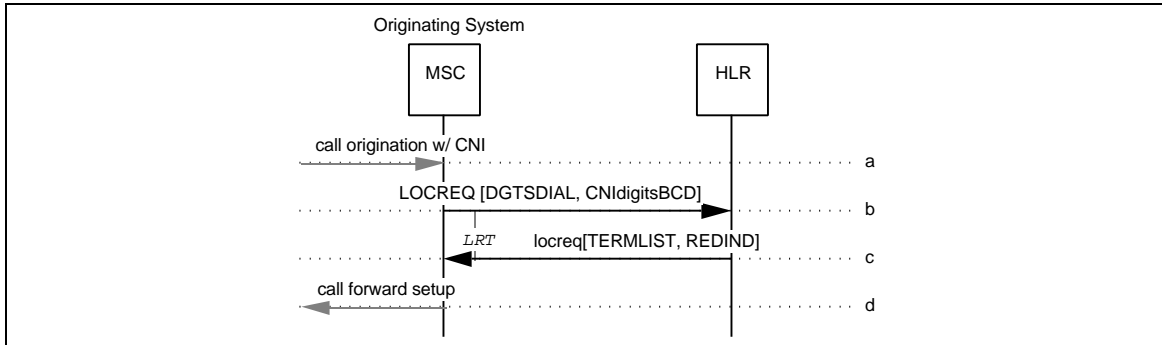 Originating System
MSC
HLR
call origination w/ CNI
a
LOCREQ [DGTSDIAL, CNIdigitsBCD]
b
LRT
locreq[TERMLIST, REDIND]
c
call forward setup
d